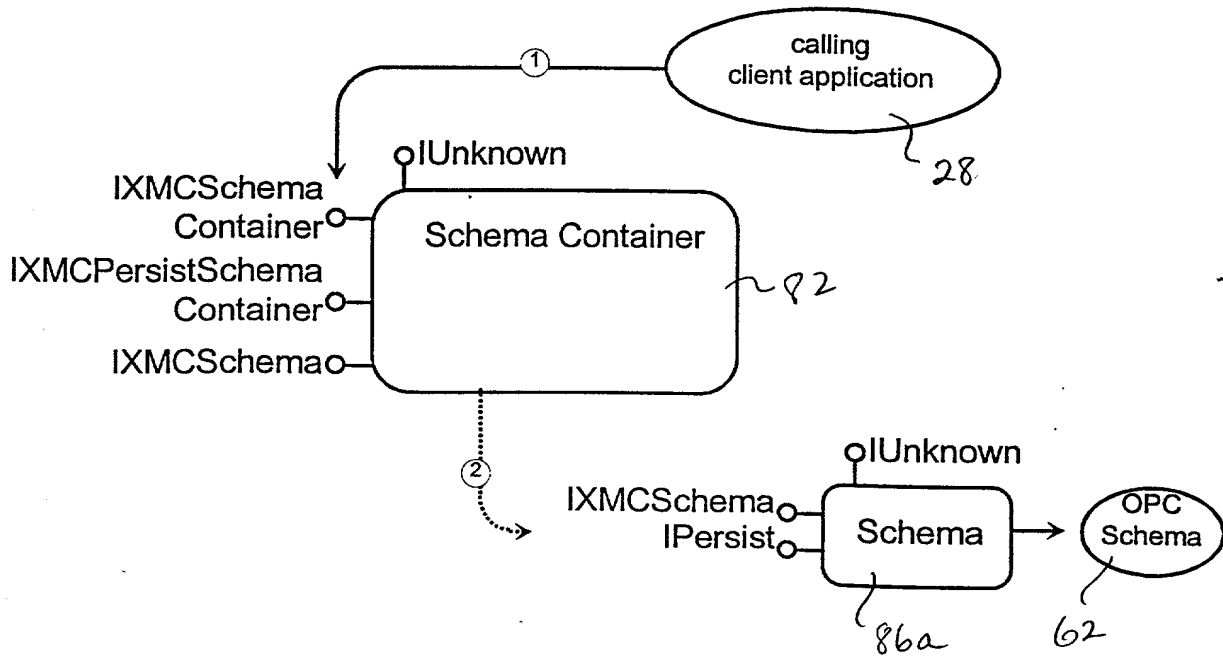 calling
client application
1
28
IUnknown
IXMCSchema
Container
Schema Container
IXMCPersistSchema
Container
82
IXMCSchema
2
IUnknown
IXMCSchema
IPersist
Schema
OPC
Schema
86a
62